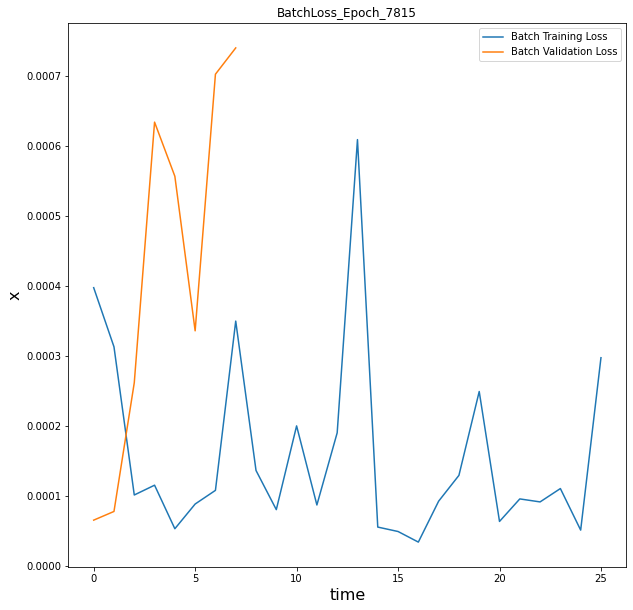 BatchLoss_Epoch_7815
Batch Training Loss
Batch Validation Loss
0.0007
0.0006
0.0005
0.0004
0.0003
0.0002
0.0001
0.0000
x
0
5
10
15
20
25
time